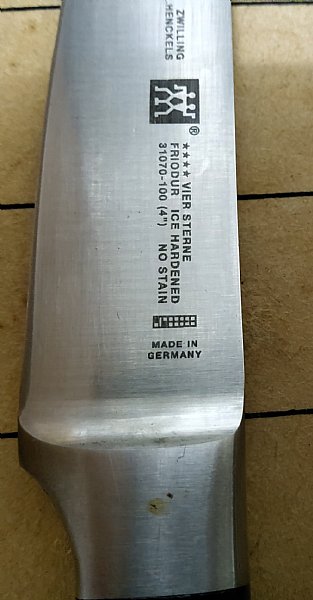 ZWILLING
HENCKELS
®
**** VIER STERNE
FRIODUR ICE HARDENED
31070-100 (4") NO STAIN
MADE IN
GERMANY